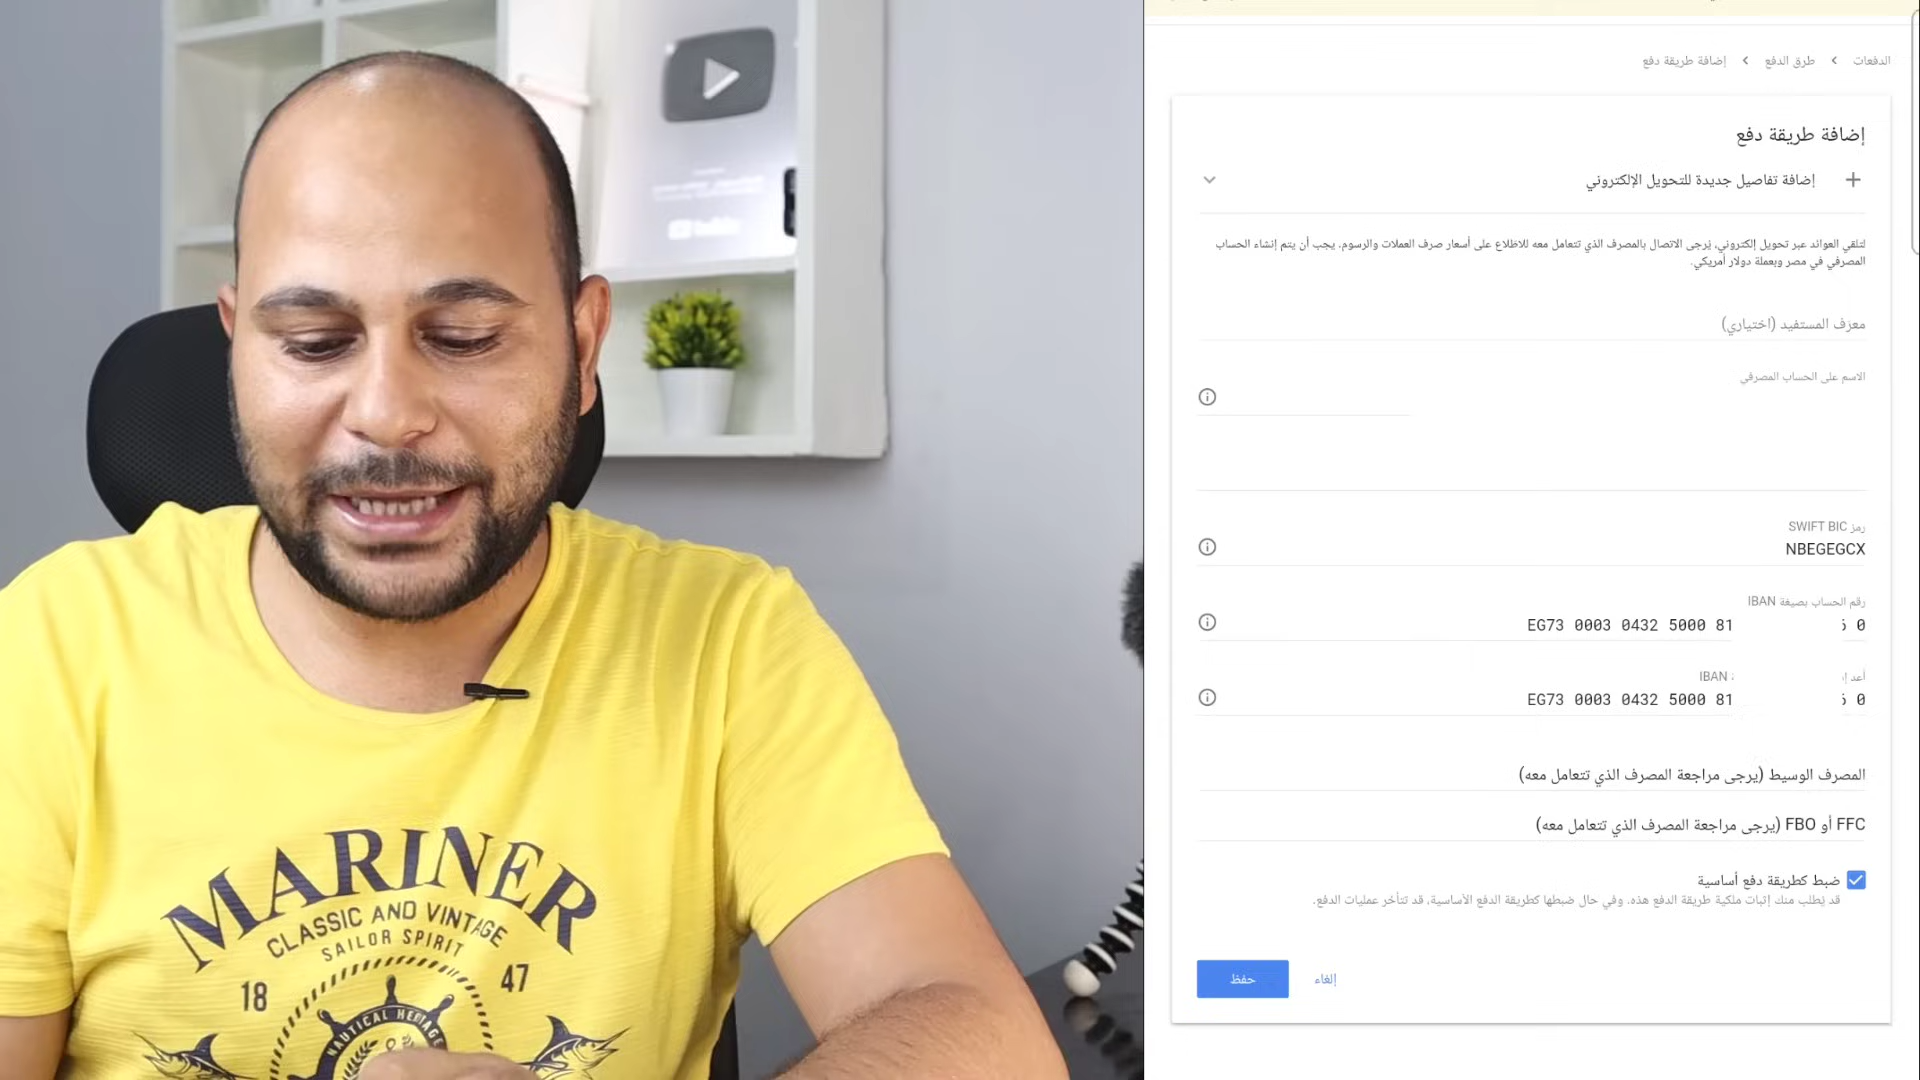 الدفعات > طرق الدفع > إضافة طريقة دفع
إضافة طريقة دفع
+ إضافة تفاصيل جديدة للتحويل الإلكتروني
لتلقي العوائد عبر تحويل إلكتروني، يُرجى الاتصال بالمصرف الذي تتعامل معه للاطلاع على أسعار صرف العملات والرسوم. يجب أن يتم إنشاء الحساب
المصرفي في مصر وبعملة دولار أمريكي.
معرّف المستفيد (اختياري)
الاسم على الحساب المصرفي
رمز SWIFT BIC
NBEGEGCX
رقم الحساب بصيغة IBAN
EG73 0003 0432 5000 81 0
IBAN
EG73 0003 0432 5000 81 0
المصرف الوسيط (يرجى مراجعة المصرف الذي تتعامل معه)
FFC أو FBO (يرجى مراجعة المصرف الذي تتعامل معه)
ضبط كطريقة دفع أساسية
قد يُطلب منك إثبات ملكية طريقة الدفع هذه. وفي حال ضبطها كطريقة الدفع الأساسية، قد تتأخر عمليات الدفع.
إلغاء
حفظ
MARINER
CLASSIC AND VINTAGE
SAILOR SPIRIT
18 47
NAUTICAL HERITAGE